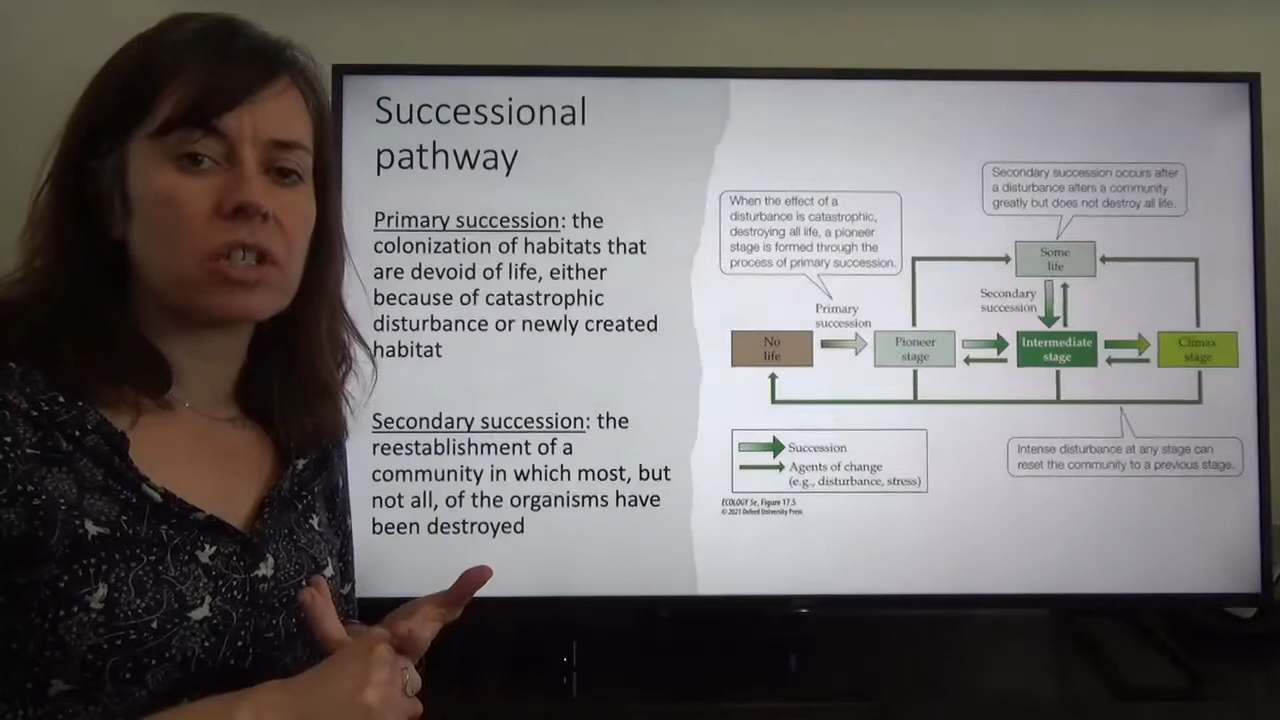 Successional
pathway
Primary succession: the
colonization of habitats that
are devoid of life, either
because of catastrophic
disturbance or newly created
habitat
Secondary succession: the
reestablishment of a
community in which most, but
not all, of the organisms have
been destroyed
When the effect of a
disturbance is catastrophic,
destroying all life, a pioneer
stage is formed through the
process of primary succession.
Secondary succession occurs after
a disturbance alters a community
greatly but does not destroy all life.
Some
life
Secondary
succession
Primary
succession
No
life
Pioneer
stage
Intermediate
stage
Climax
stage
Succession
Agents of change
(e.g., disturbance, stress)
Intense disturbance at any stage can
reset the community to a previous stage.
ECOLOGY 5e, Figure 17.5
© 2021 Oxford University Press